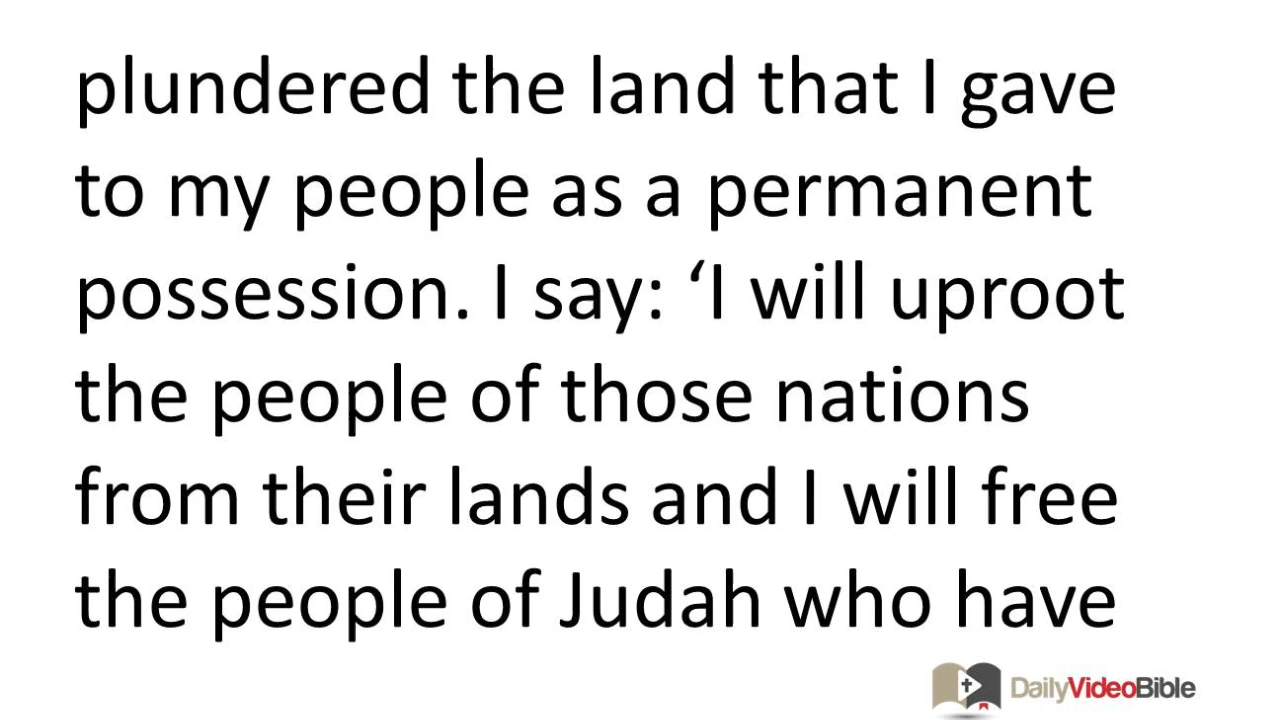 plundered the land that I gave
to my people as a permanent
possession. I say: ‘I will uproot
the people of those nations
from their lands and I will free
the people of Judah who have
DailyVideoBible